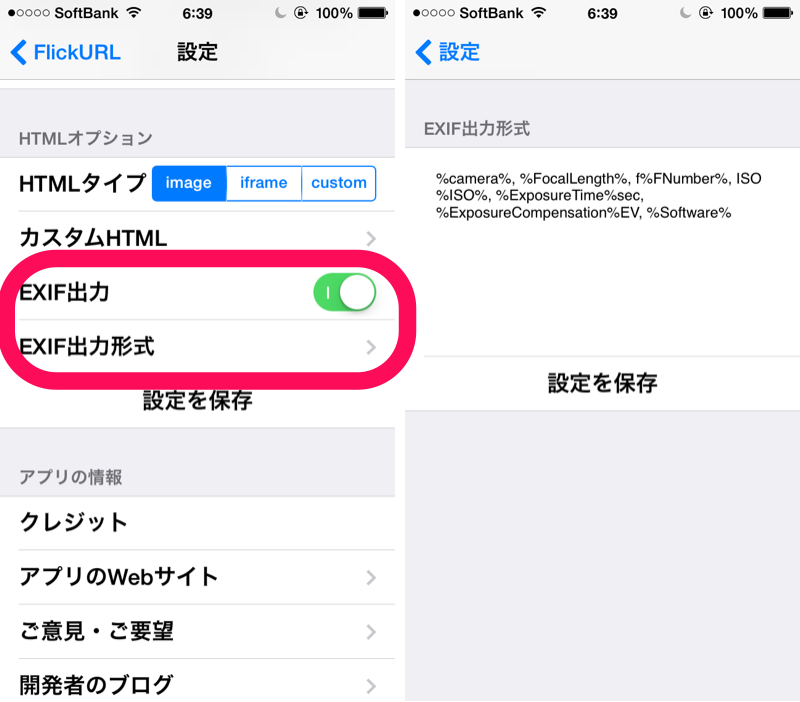 ●○○○○ SoftBank 6:39 100%
FlickURL 設定
HTMLオプション
HTMLタイプ image iframe custom
カスタムHTML
EXIF出力
EXIF出力形式
設定を保存
アプリの情報
クレジット
アプリのWebサイト
ご意見・ご要望
開発者のブログ
●○○○○ SoftBank 6:39 100%
設定
EXIF出力形式
%camera%, %FocalLength%, f%FNumber%, ISO
%ISO%, %ExposureTime%sec,
%ExposureCompensation%EV, %Software%
設定を保存